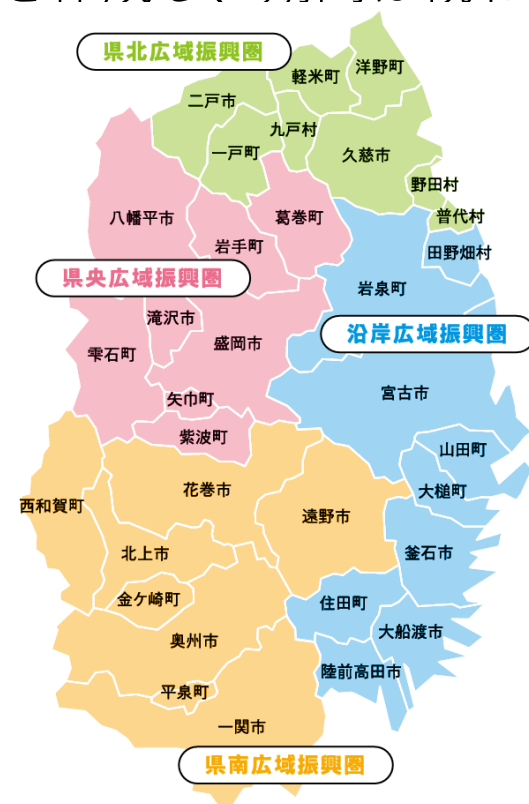 県北広域振興圏
洋野町
軽米町
二戸市
九戸村
一戸町
久慈市
野田村
普代村
八幡平市
葛巻町
岩手町
田野畑村
県央広域振興圏
岩泉町
滝沢市
盛岡市
沿岸広域振興圏
雫石町
宮古市
矢巾町
紫波町
山田町
花巻市
大槌町
西和賀町
遠野市
北上市
釜石市
金ケ崎町
住田町
奥州市
大船渡市
陸前高田市
平泉町
一関市
県南広域振興圏